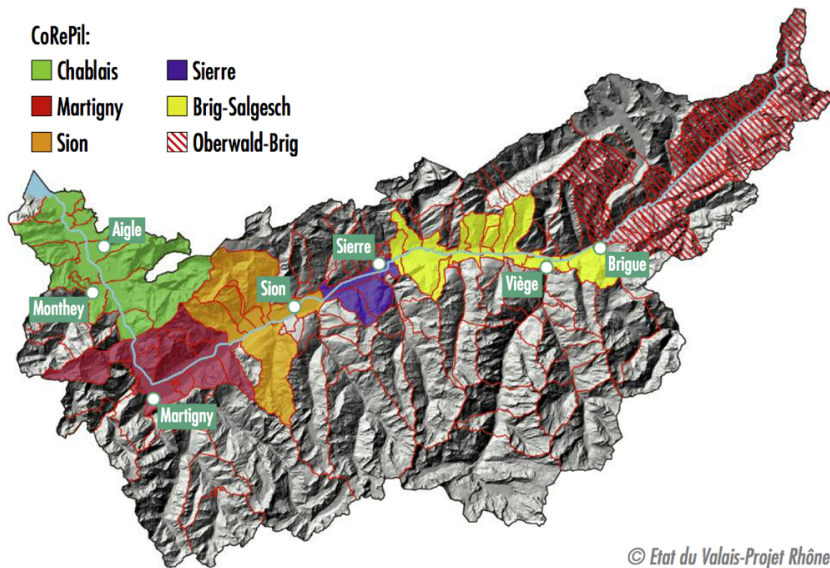 CoRePil:
Chablais
Martigny
Sion
Sierre
Brig-Salgesch
Oberwald-Brig
Aigle
Monthey
Martigny
Sion
Sierre
Viège
Brigue
© Etat du Valais-Projet Rhône